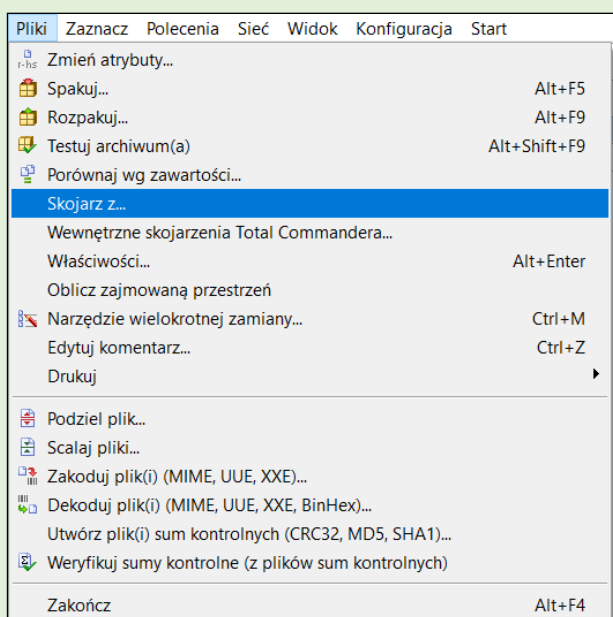 Pliki Zaznacz Polecenia Sieć Widok Konfiguracja Start
r-hs Zmień atrybuty...
Spakuj... Alt+F5
Rozpakuj... Alt+F9
Testuj archiwum(a) Alt+Shift+F9
Porównaj wg zawartości...
Skojarz z...
Wewnętrzne skojarzenia Total Commandera...
Właściwości... Alt+Enter
Oblicz zajmowaną przestrzeń
Narzędzie wielokrotnej zamiany... Ctrl+M
Edytuj komentarz... Ctrl+Z
Drukuj
Podziel plik...
Scalaj pliki...
Zakoduj plik(i) (MIME, UUE, XXE)...
Dekoduj plik(i) (MIME, UUE, XXE, BinHex)...
Utwórz plik(i) sum kontrolnych (CRC32, MD5, SHA1)...
Weryfikuj sumy kontrolne (z plików sum kontrolnych)
Zakończ Alt+F4